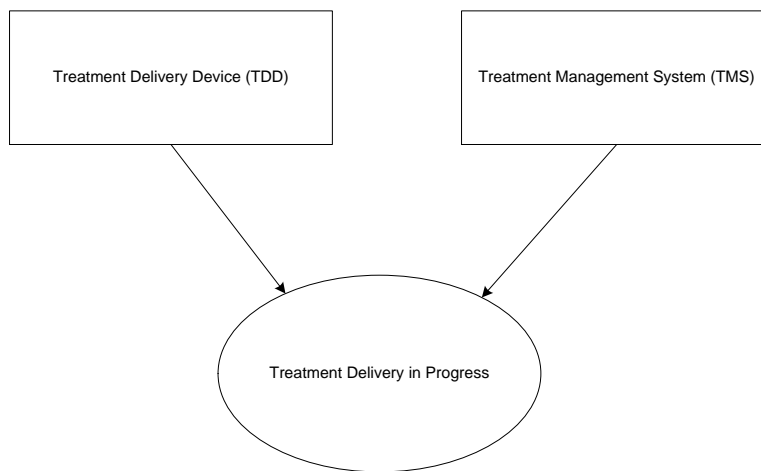 Treatment Delivery Device (TDD)
Treatment Management System (TMS)
Treatment Delivery in Progress